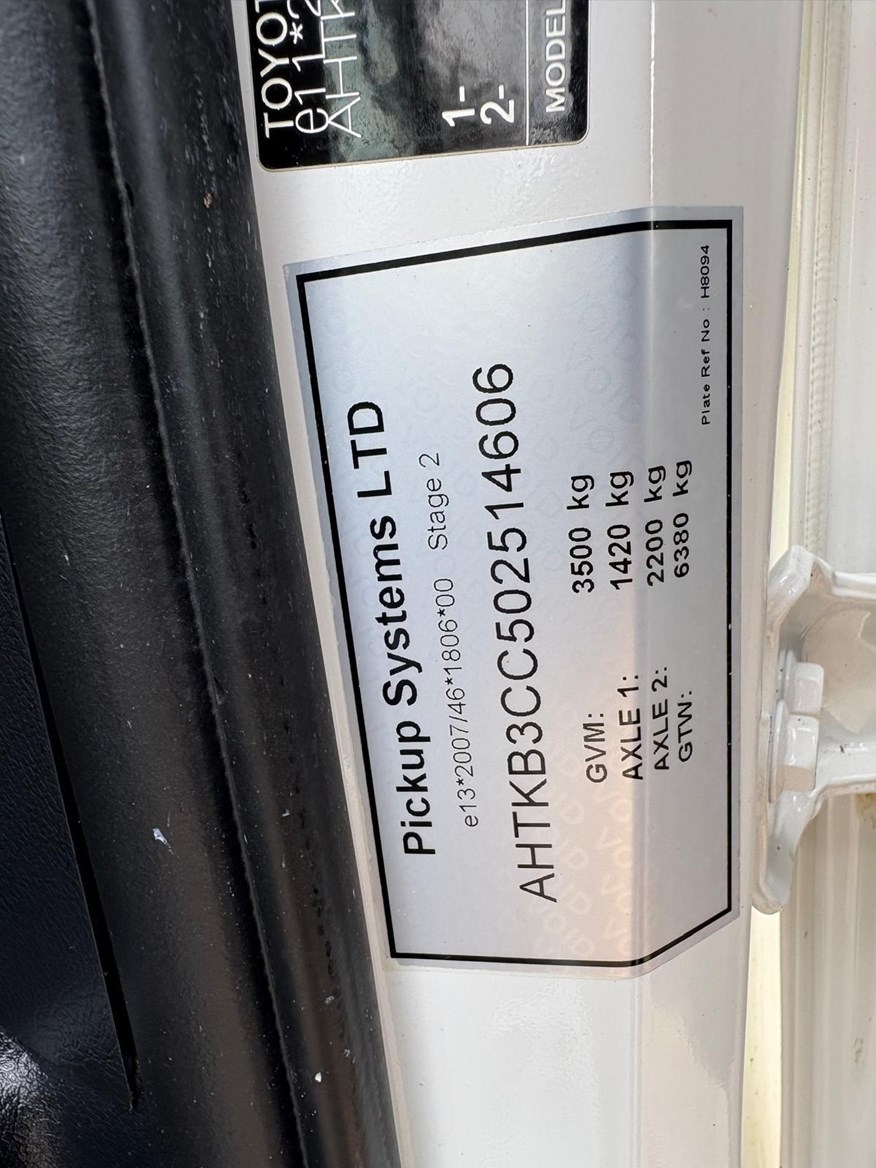 TOYO
e11*2
AHTK
1-
2-
MODEL
Pickup Systems LTD
e13*2007/46*1806*00 Stage 2
AHTKB3CC502514606
GVM: 3500 kg
AXLE 1: 1420 kg
AXLE 2: 2200 kg
GTW: 6380 kg
Plate Ref No : H8094